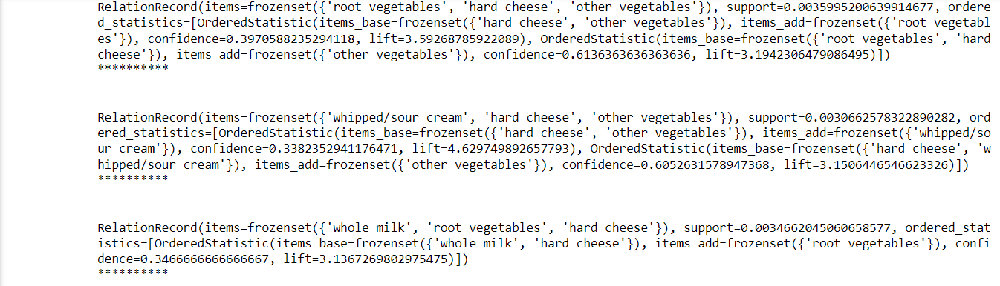 RelationRecord(items=frozenset({'root vegetables', 'hard cheese', 'other vegetables'}), support=0.0035995200639914677, ordere
d_statistics=[OrderedStatistic(items_base=frozenset({'hard cheese', 'other vegetables'}), items_add=frozenset({'root vegetabl
es'}), confidence=0.3970588235294118, lift=3.59268785922089), OrderedStatistic(items_base=frozenset({'root vegetables', 'hard
cheese'}), items_add=frozenset({'other vegetables'}), confidence=0.6136363636363636, lift=3.1942306479086495)])
**********
RelationRecord(items=frozenset({'whipped/sour cream', 'hard cheese', 'other vegetables'}), support=0.0030662578322890282, ord
ered_statistics=[OrderedStatistic(items_base=frozenset({'hard cheese', 'other vegetables'}), items_add=frozenset({'whipped/so
ur cream'}), confidence=0.3382352941176471, lift=4.629749892657793), OrderedStatistic(items_base=frozenset({'hard cheese', 'w
hipped/sour cream'}), items_add=frozenset({'other vegetables'}), confidence=0.6052631578947368, lift=3.1506446546623326)])
**********
RelationRecord(items=frozenset({'whole milk', 'root vegetables', 'hard cheese'}), support=0.0034662045060658577, ordered_stat
istics=[OrderedStatistic(items_base=frozenset({'whole milk', 'hard cheese'}), items_add=frozenset({'root vegetables'}), confi
dence=0.3466666666666667, lift=3.1367269802975475)])
**********